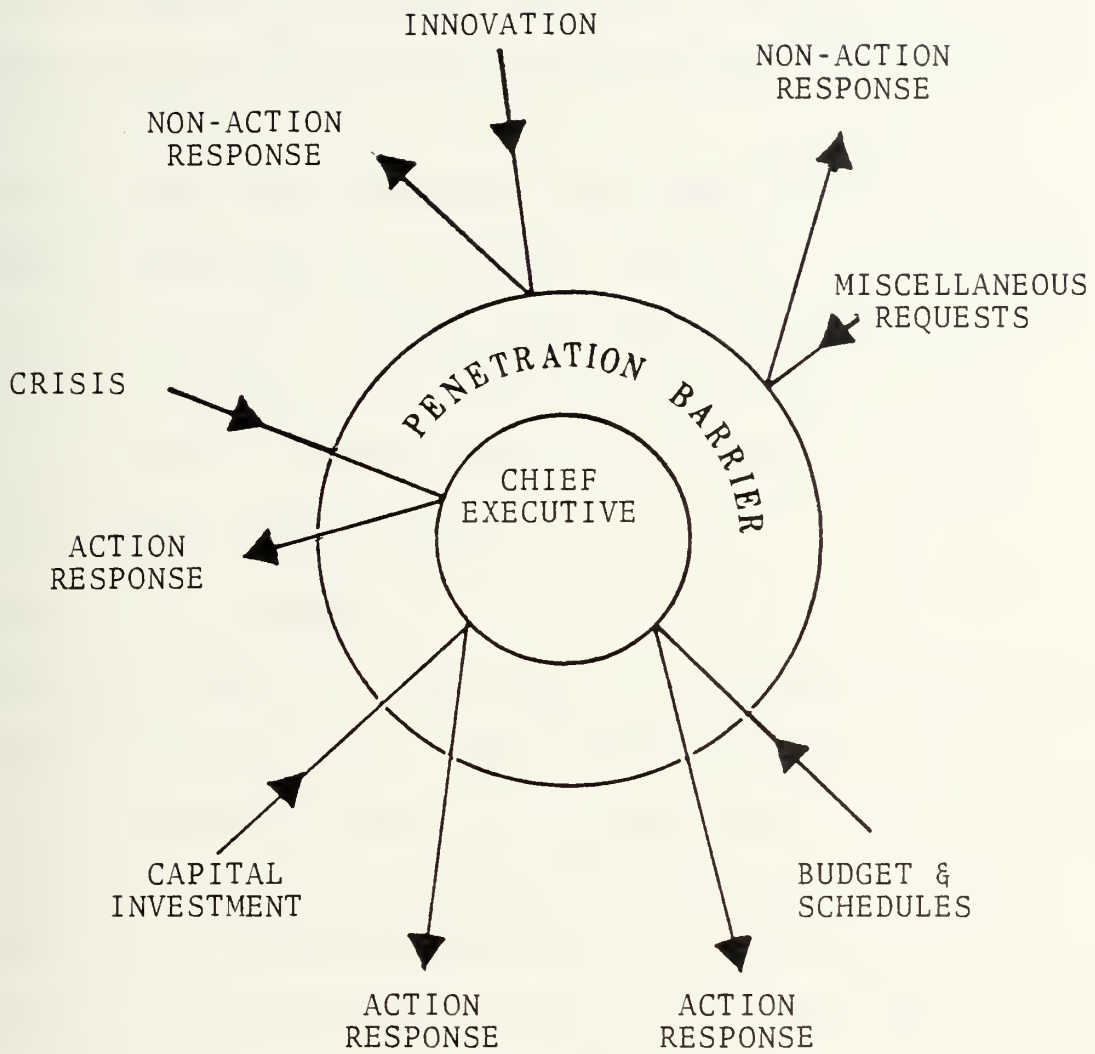 INNOVATION
NON-ACTION
RESPONSE
NON-ACTION
RESPONSE
MISCELLANEOUS
REQUESTS
PENETRATION BARRIER
CRISIS
CHIEF
EXECUTIVE
ACTION
RESPONSE
CAPITAL
INVESTMENT
BUDGET &
SCHEDULES
ACTION
RESPONSE
ACTION
RESPONSE